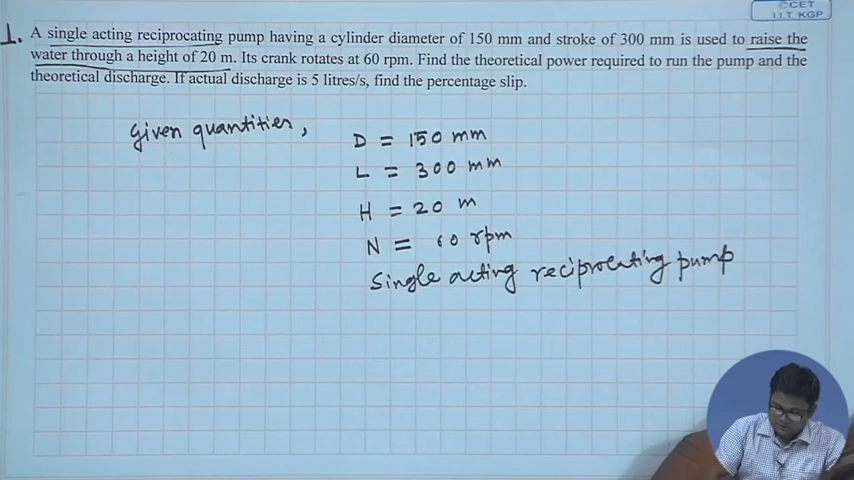 ©CET
I.I.T. KGP
1. A single acting reciprocating pump having a cylinder diameter of 150 mm and stroke of 300 mm is used to raise the
water through a height of 20 m. Its crank rotates at 60 rpm. Find the theoretical power required to run the pump and the
theoretical discharge. If actual discharge is 5 litres/s, find the percentage slip.
given quantities,
D = 150 mm
L = 300 mm
H = 20 m
N = 60 rpm
Single acting reciprocating pump